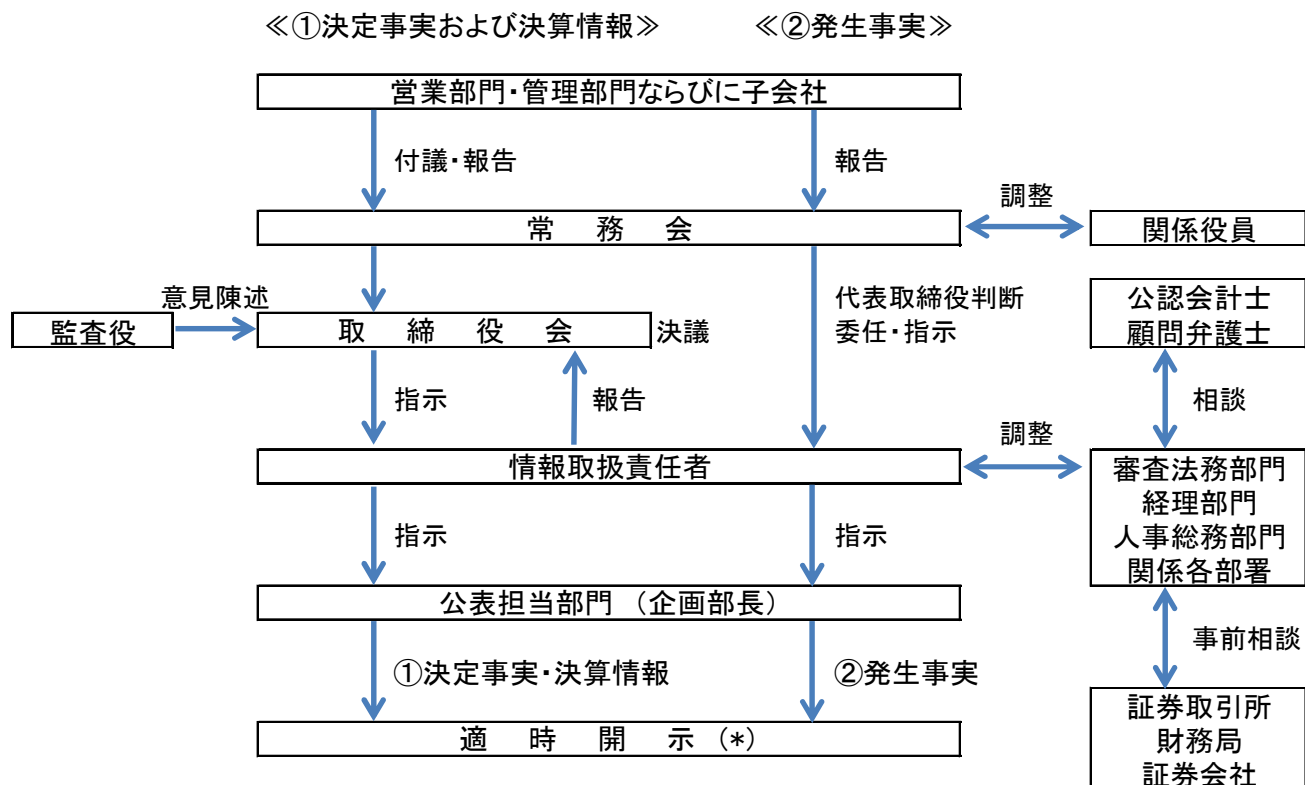 ≪①決定事実および決算情報≫ ≪②発生事実≫
営業部門・管理部門ならびに子会社
付議・報告 報告
調整
常 務 会 関係役員
意見陳述
監査役 取 締 役 会 決議
代表取締役判断
委任・指示
公認会計士
顧問弁護士
指示 報告
相談
調整
情報取扱責任者
審査法務部門
経理部門
人事総務部門
関係各部署
指示 指示
公表担当部門 （企画部長）
事前相談
①決定事実・決算情報 ②発生事実
適 時 開 示 (*)
証券取引所
財務局
証券会社